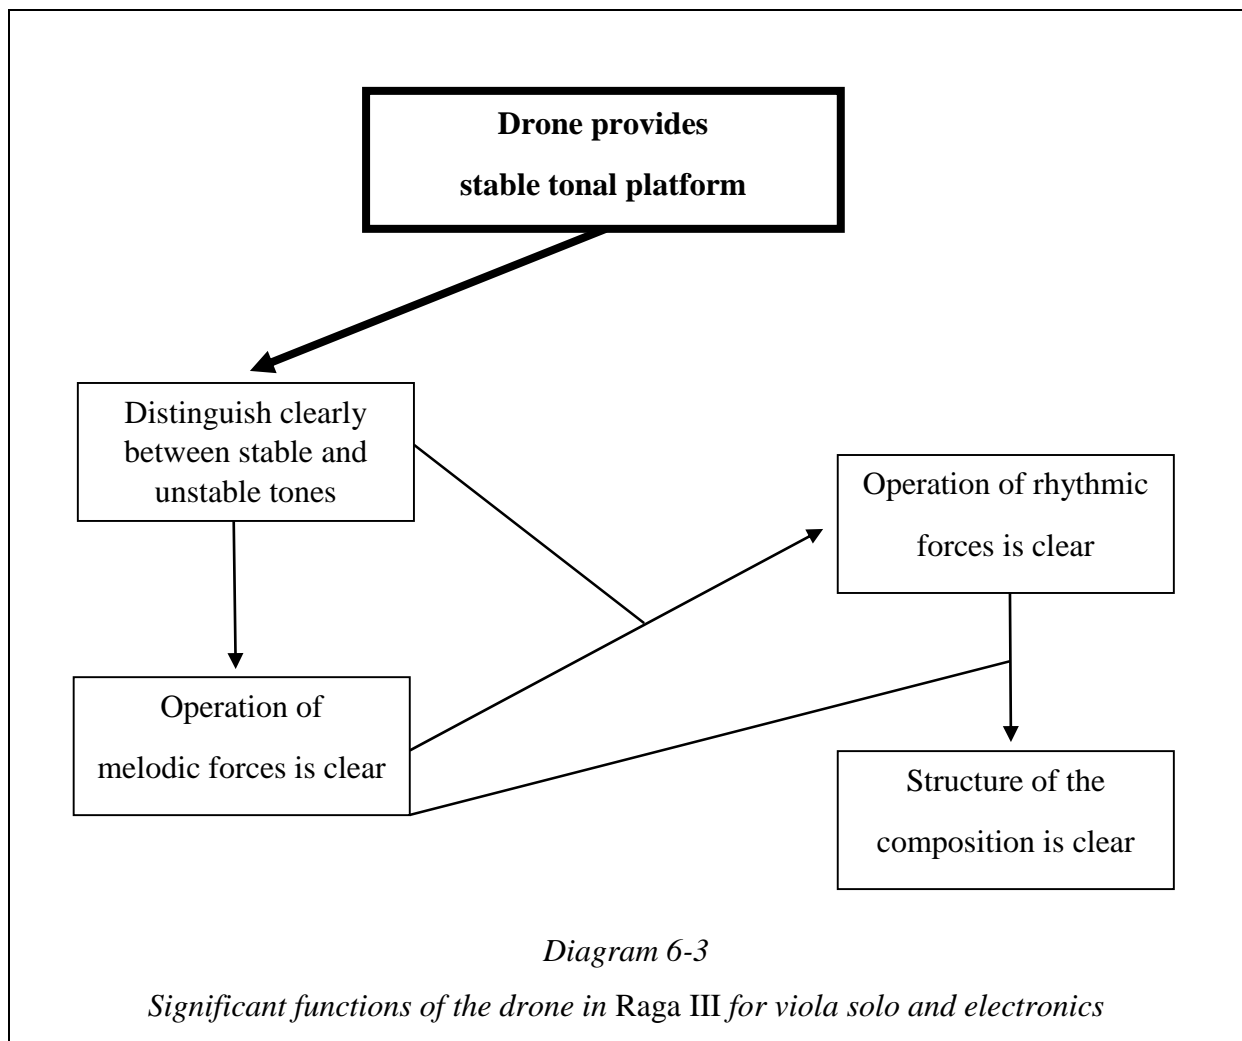 Drone provides
stable tonal platform
Distinguish clearly
between stable and
unstable tones
Operation of rhythmic
forces is clear
Operation of
melodic forces is clear
Structure of the
composition is clear
Diagram 6-3
Significant functions of the drone in Raga III for viola solo and electronics